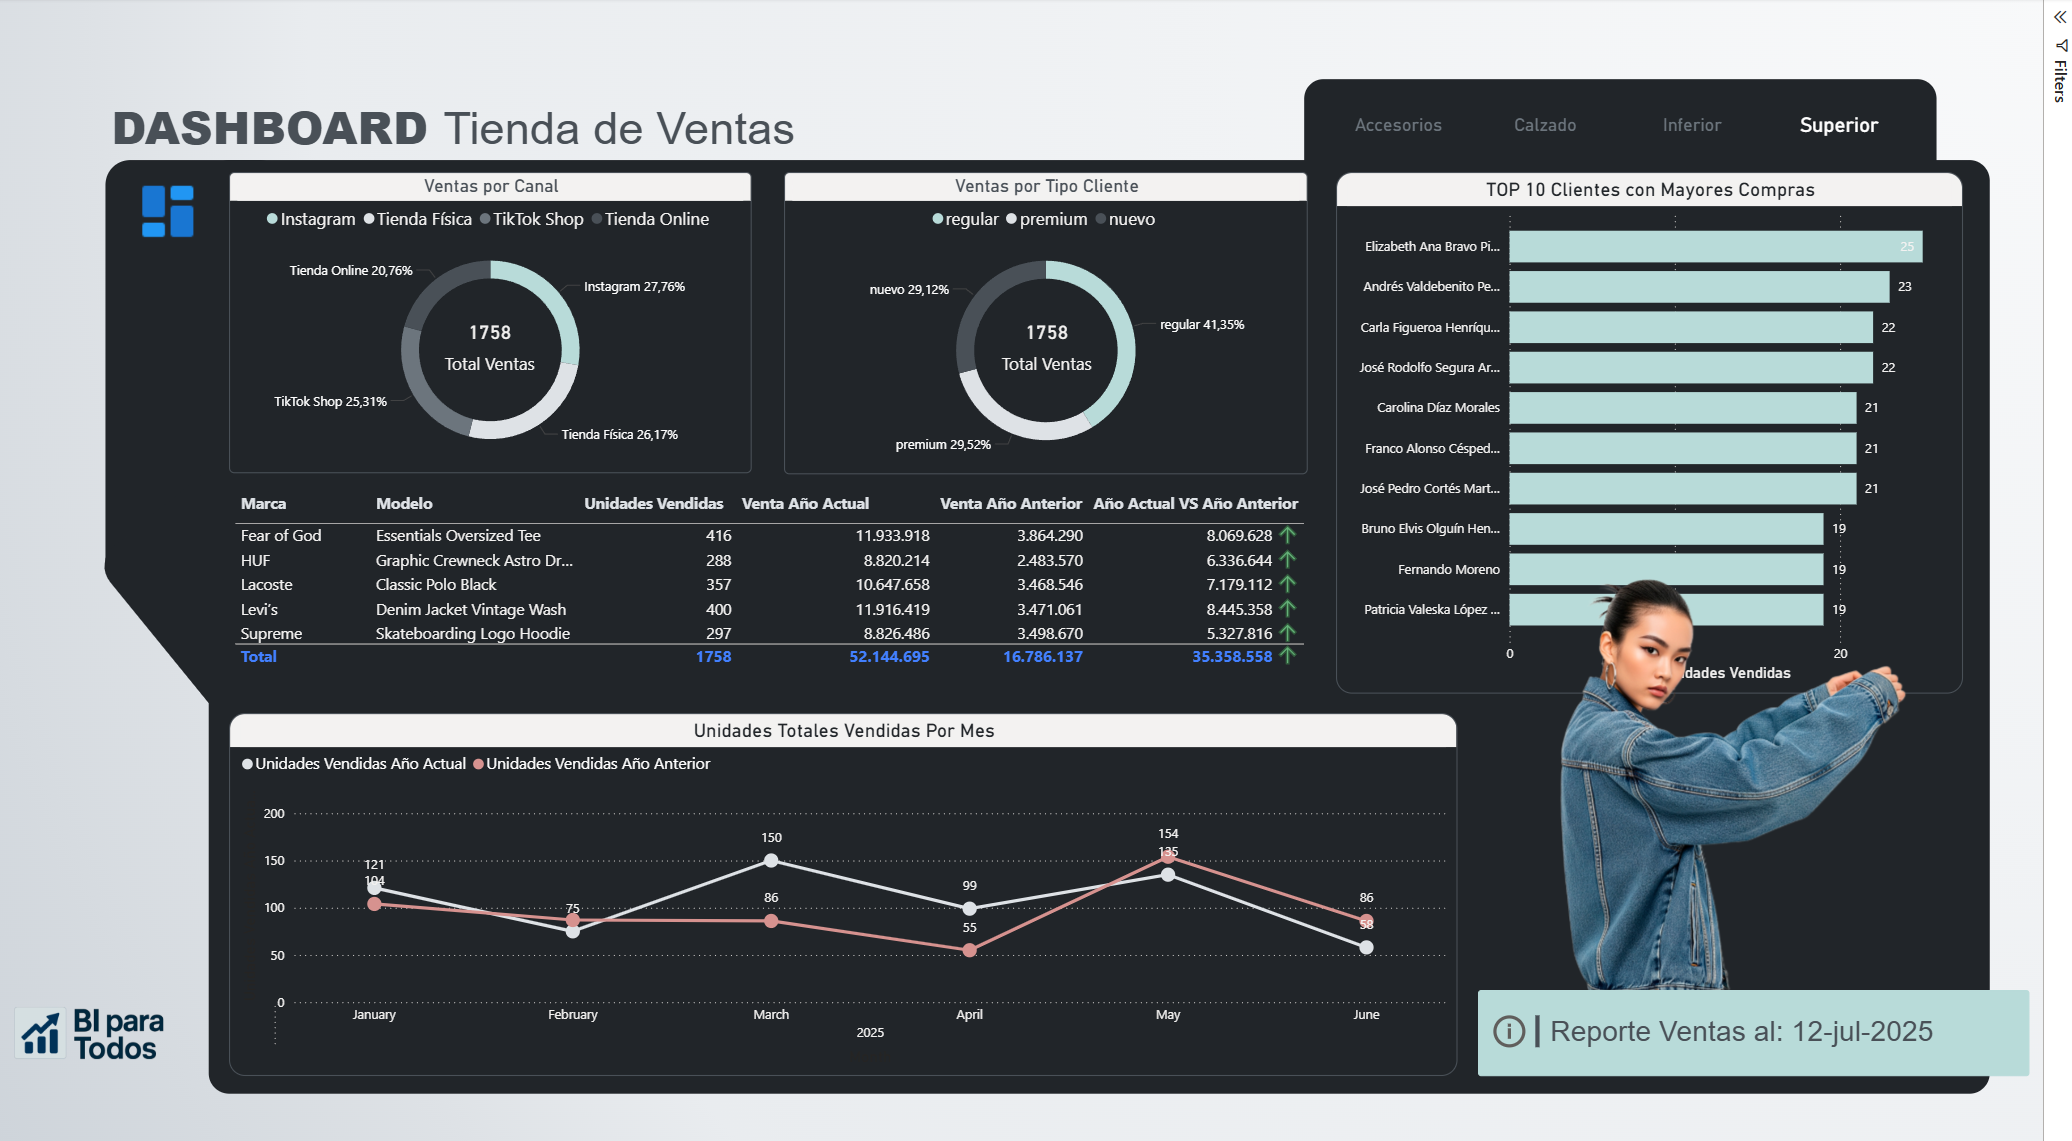 Filters
DASHBOARD Tienda de Ventas
Accesorios Calzado Inferior Superior
Ventas por Canal
Instagram Tienda Física TikTok Shop Tienda Online
Tienda Online 20,76%
Instagram 27,76%
1758
Total Ventas
TikTok Shop 25,31%
Tienda Física 26,17%
Ventas por Tipo Cliente
regular premium nuevo
nuevo 29,12%
regular 41,35%
1758
Total Ventas
premium 29,52%
TOP 10 Clientes con Mayores Compras
Elizabeth Ana Bravo Pi... 25
Andrés Valdebenito Pe... 23
Carla Figueroa Henríqu... 22
José Rodolfo Segura Ar... 22
Carolina Díaz Morales 21
Franco Alonso Césped... 21
José Pedro Cortés Mart... 21
Bruno Elvis Olguín Hen... 19
Fernando Moreno 19
Patricia Valeska López ... 19
0 20
dades Vendidas
Marca Modelo Unidades Vendidas Venta Año Actual Venta Año Anterior Año Actual VS Año Anterior
Fear of God Essentials Oversized Tee 416 11.933.918 3.864.290 8.069.628
HUF Graphic Crewneck Astro Dr... 288 8.820.214 2.483.570 6.336.644
Lacoste Classic Polo Black 357 10.647.658 3.468.546 7.179.112
Levi's Denim Jacket Vintage Wash 400 11.916.419 3.471.061 8.445.358
Supreme Skateboarding Logo Hoodie 297 8.826.486 3.498.670 5.327.816
Total 1758 52.144.695 16.786.137 35.358.558
Unidades Totales Vendidas Por Mes
Unidades Vendidas Año Actual Unidades Vendidas Año Anterior
200
150
100
50
0
121
104
75
150
86
99
55
154
135
86
58
January February March April May June
2025
BI para
Todos
Reporte Ventas al: 12-jul-2025